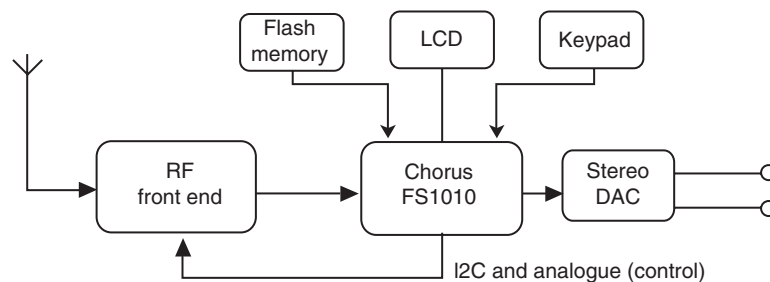 Flash
memory
LCD
Keypad
RF
front end
Chorus
FS1010
Stereo
DAC
I2C and analogue (control)